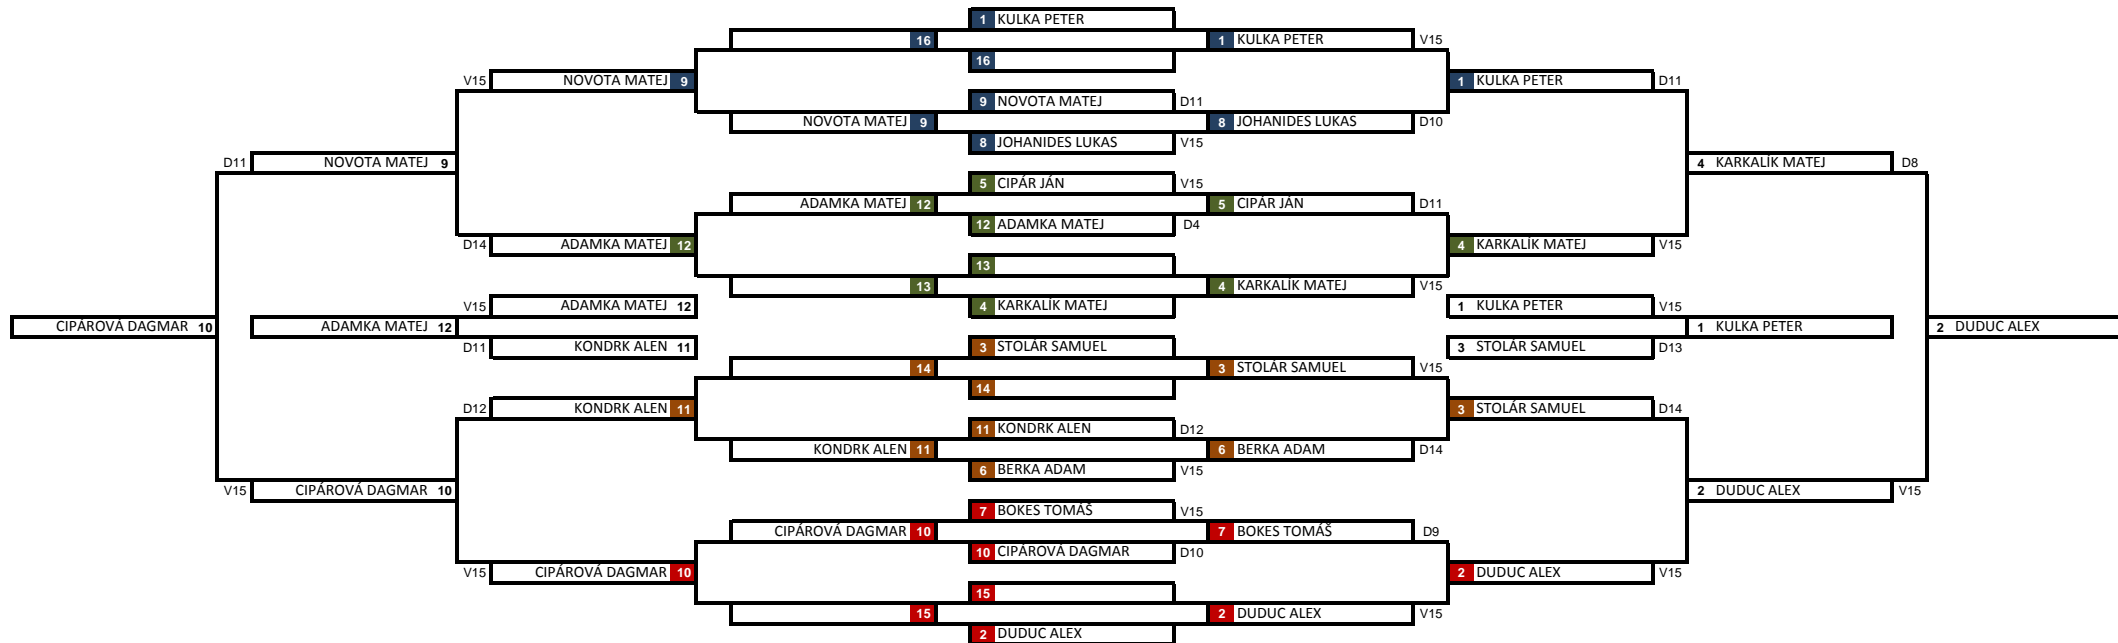 1 KULKA PETER
16 1 KULKA PETER V15
16
V15 NOVOTA MATEJ 9 1 KULKA PETER D11
9 NOVOTA MATEJ D11
NOVOTA MATEJ 9 8 JOHANIDES LUKAS D10
8 JOHANIDES LUKAS V15
D11 NOVOTA MATEJ 9 4 KARKALÍK MATEJ D8
5 CIPÁR JÁN V15
ADAMKA MATEJ 12 5 CIPÁR JÁN D11
12 ADAMKA MATEJ D4
D14 ADAMKA MATEJ 12 4 KARKALÍK MATEJ V15
13
13 4 KARKALÍK MATEJ V15
V15 ADAMKA MATEJ 12 4 KARKALÍK MATEJ 1 KULKA PETER V15
CIPÁROVÁ DAGMAR 10 ADAMKA MATEJ 12 1 KULKA PETER 2 DUDUC ALEX
D11 KONDRK ALEN 11 3 STOLÁR SAMUEL 3 STOLÁR SAMUEL D13
14 3 STOLÁR SAMUEL V15
14
D12 KONDRK ALEN 11 3 STOLÁR SAMUEL D14
11 KONDRK ALEN D12
KONDRK ALEN 11 6 BERKA ADAM D14
6 BERKA ADAM V15
V15 CIPÁROVÁ DAGMAR 10 2 DUDUC ALEX V15
7 BOKES TOMÁŠ V15
CIPÁROVÁ DAGMAR 10 7 BOKES TOMÁŠ D9
10 CIPÁROVÁ DAGMAR D10
V15 CIPÁROVÁ DAGMAR 10 2 DUDUC ALEX V15
15
15 2 DUDUC ALEX V15
2 DUDUC ALEX